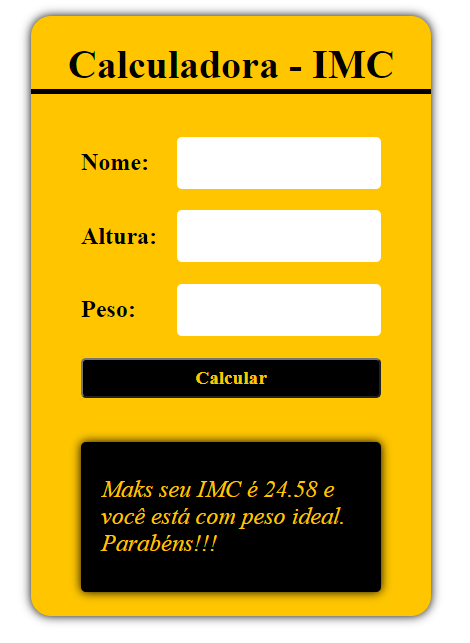 Calculadora - IMC
Nome:
Altura:
Peso:
Calcular
Maks seu IMC é 24.58 e
você está com peso ideal.
Parabéns!!!